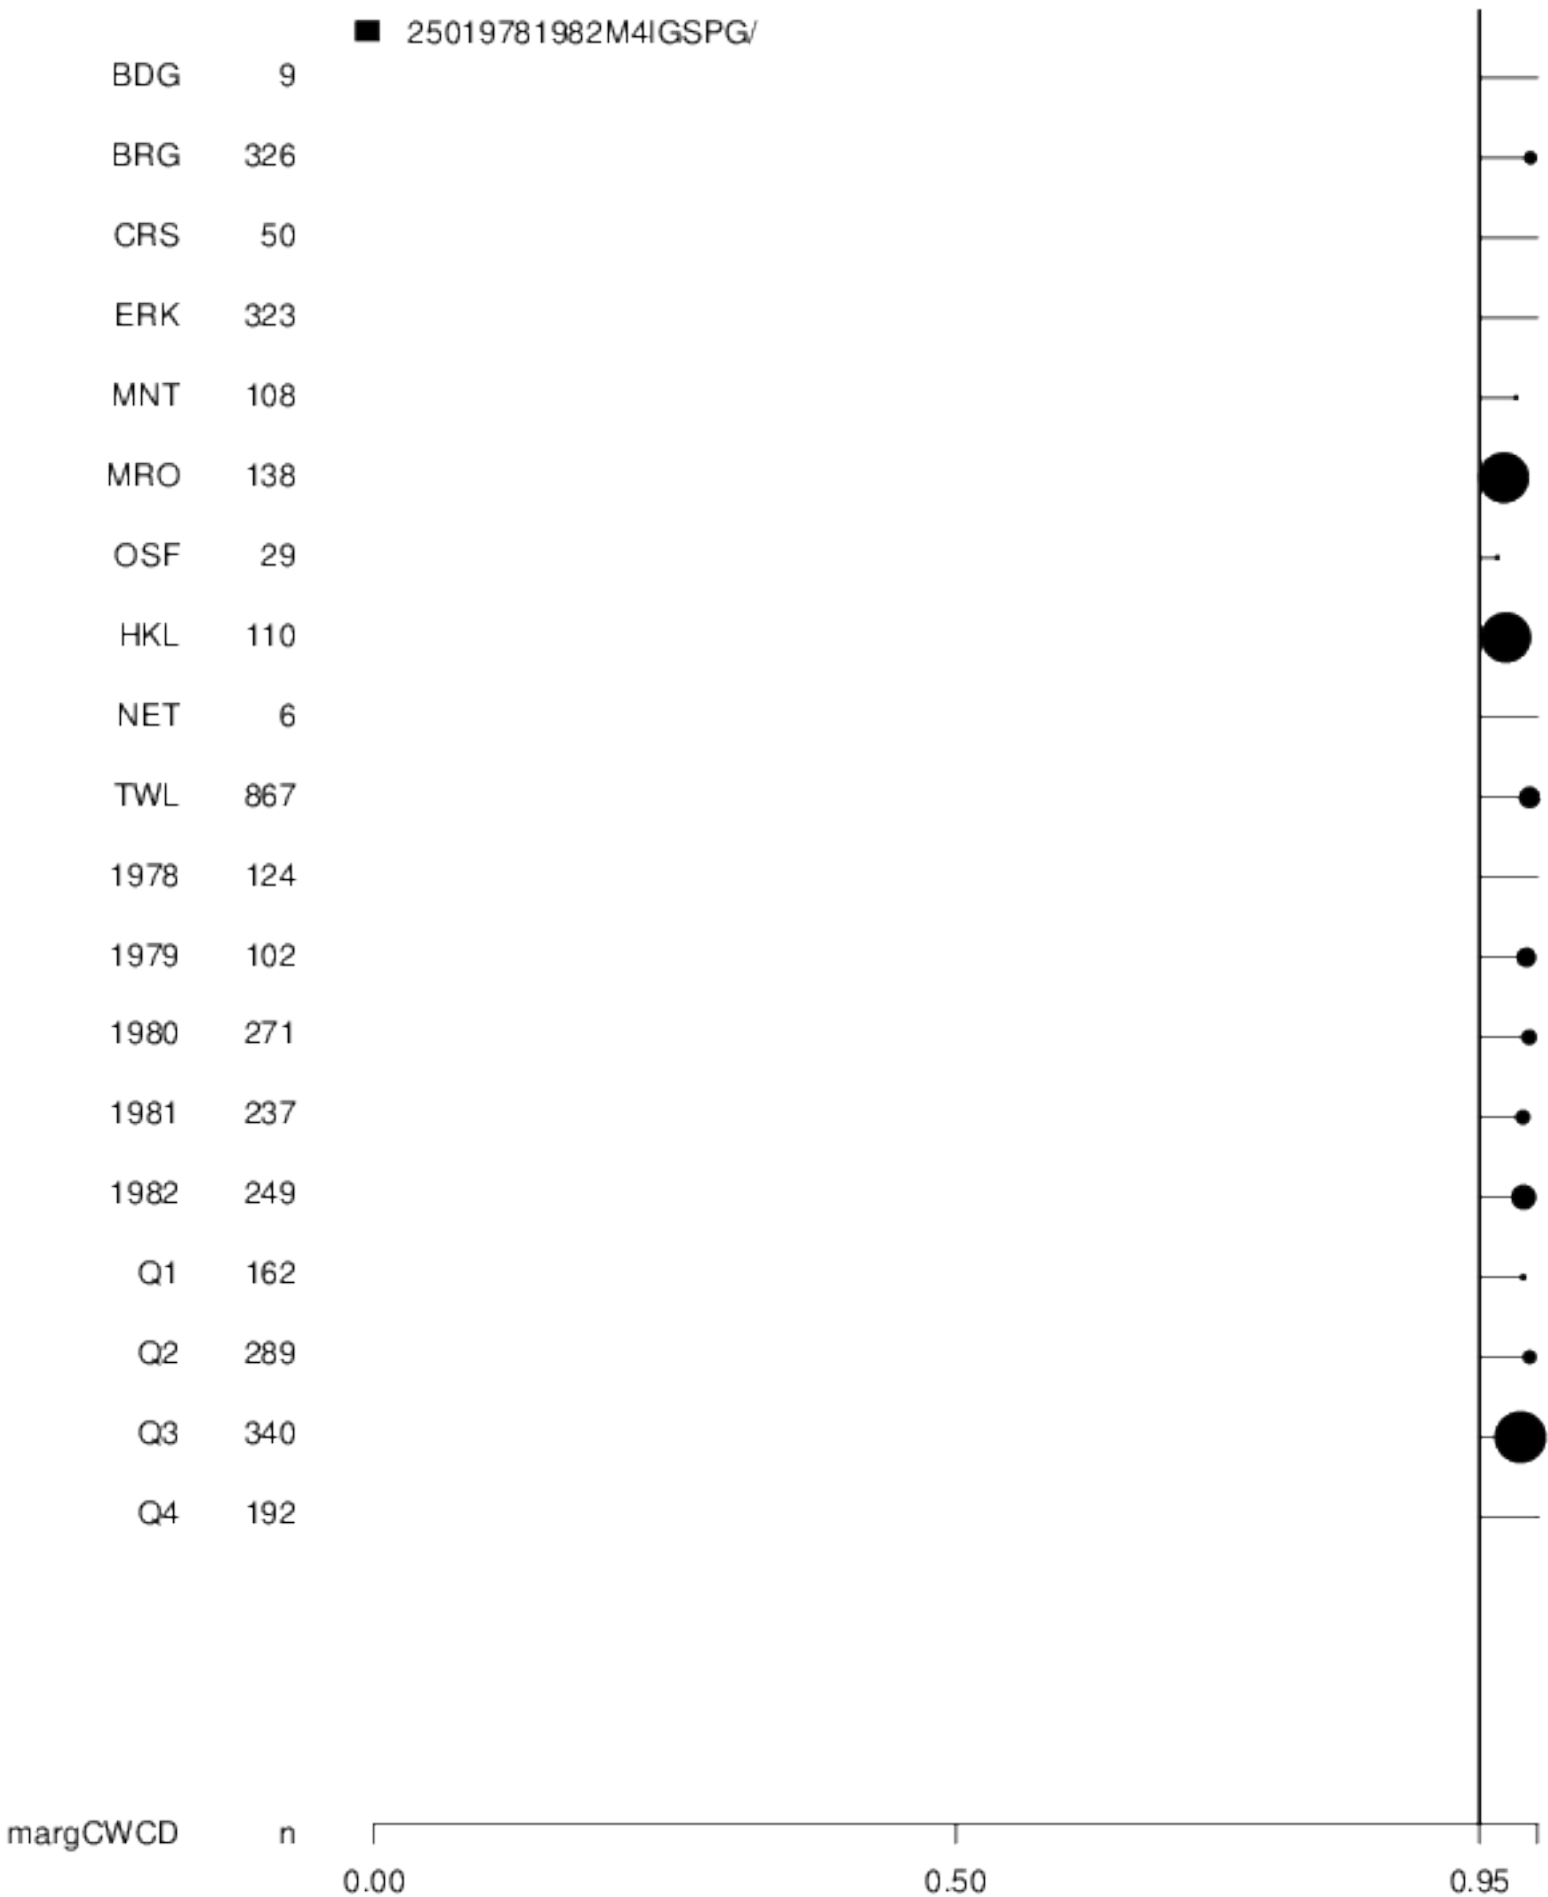 25019781982M4IGSPG/
BDG 9
BRG 326
CRS 50
ERK 323
MNT 108
MRO 138
OSF 29
HKL 110
NET 6
TWL 867
1978 124
1979 102
1980 271
1981 237
1982 249
Q1 162
Q2 289
Q3 340
Q4 192
margCWCD n
0.00 0.50 0.95